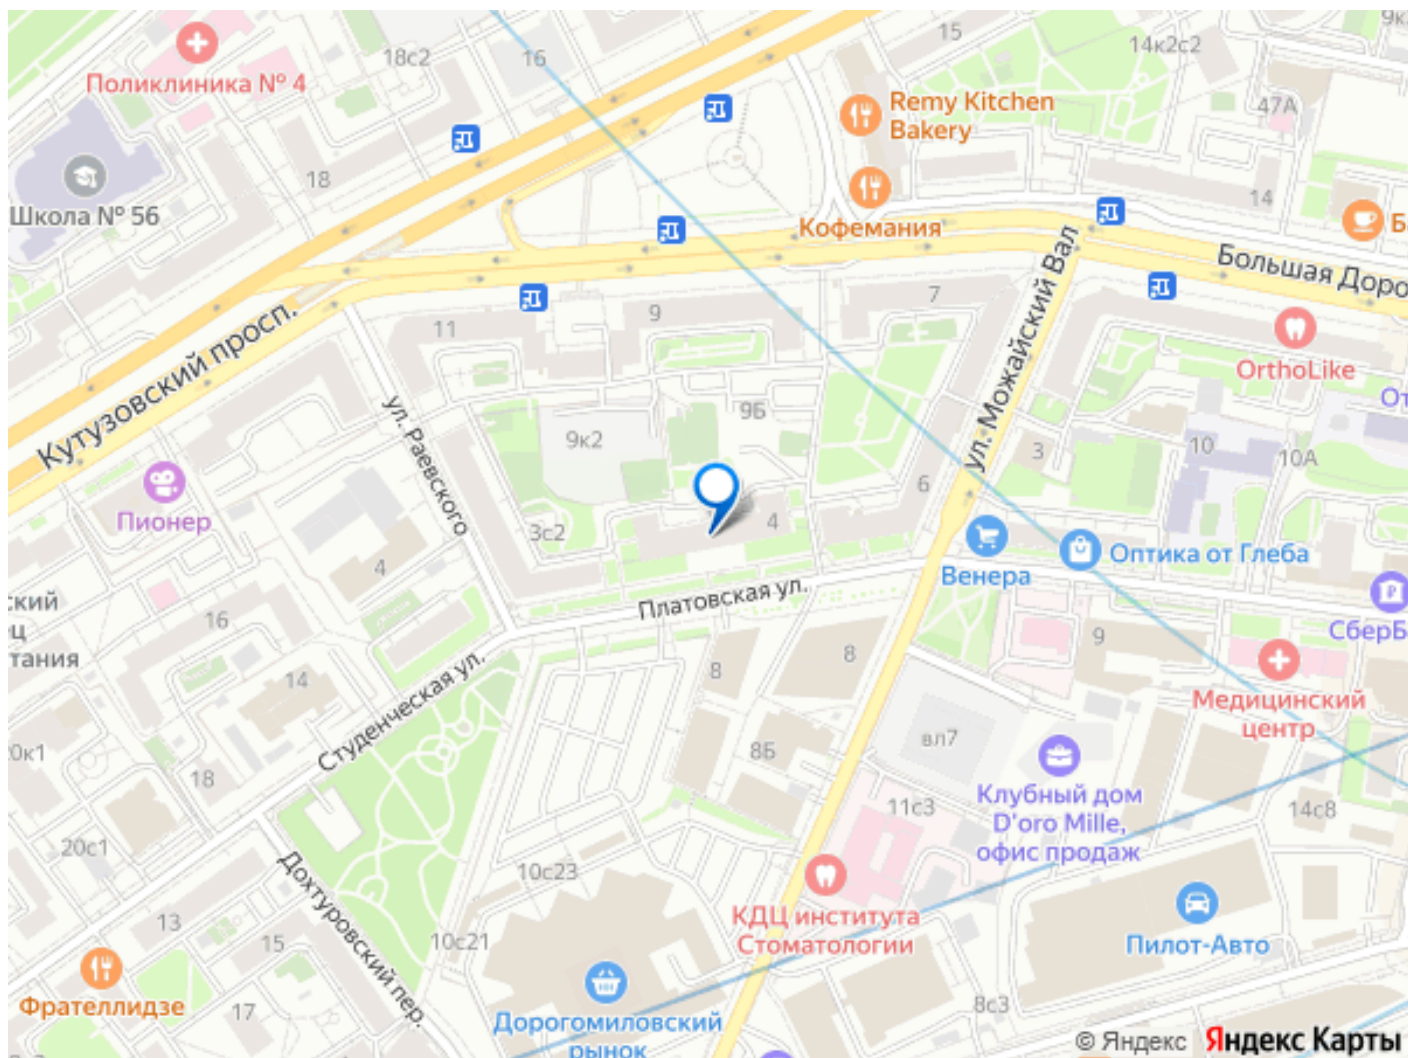 15
14к2с2
9к
16
18с2
Поликлиника № 4
Remy Kitchen
Bakery
47А
18
Школа № 56
14
Кофемания
Б
ул. Можайский Вал
Большая Доро
Кутузовский просп.
11
9
7
OrthoLike
От
ул. Раевского
9Б
9к2
3
10
10А
6
Пионер
3с2
4
4
Венера
Оптика от Глеба
Платовская ул.
ский
ц
тания
16
9
СберБ
8
8
Студенческая ул.
14
Медицинский
центр
20к1
18
8Б
вл7
Клубный дом
D'oro Mille,
офис продаж
11с3
14с8
20с1
Дохтуровский пер.
10с23
13
15
10с21
КДЦ института
Стоматологии
Пилот-Авто
Фрателлидзе
17
8с3
Дорогомиловский
рынок
© Яндекс Яндекс Карты